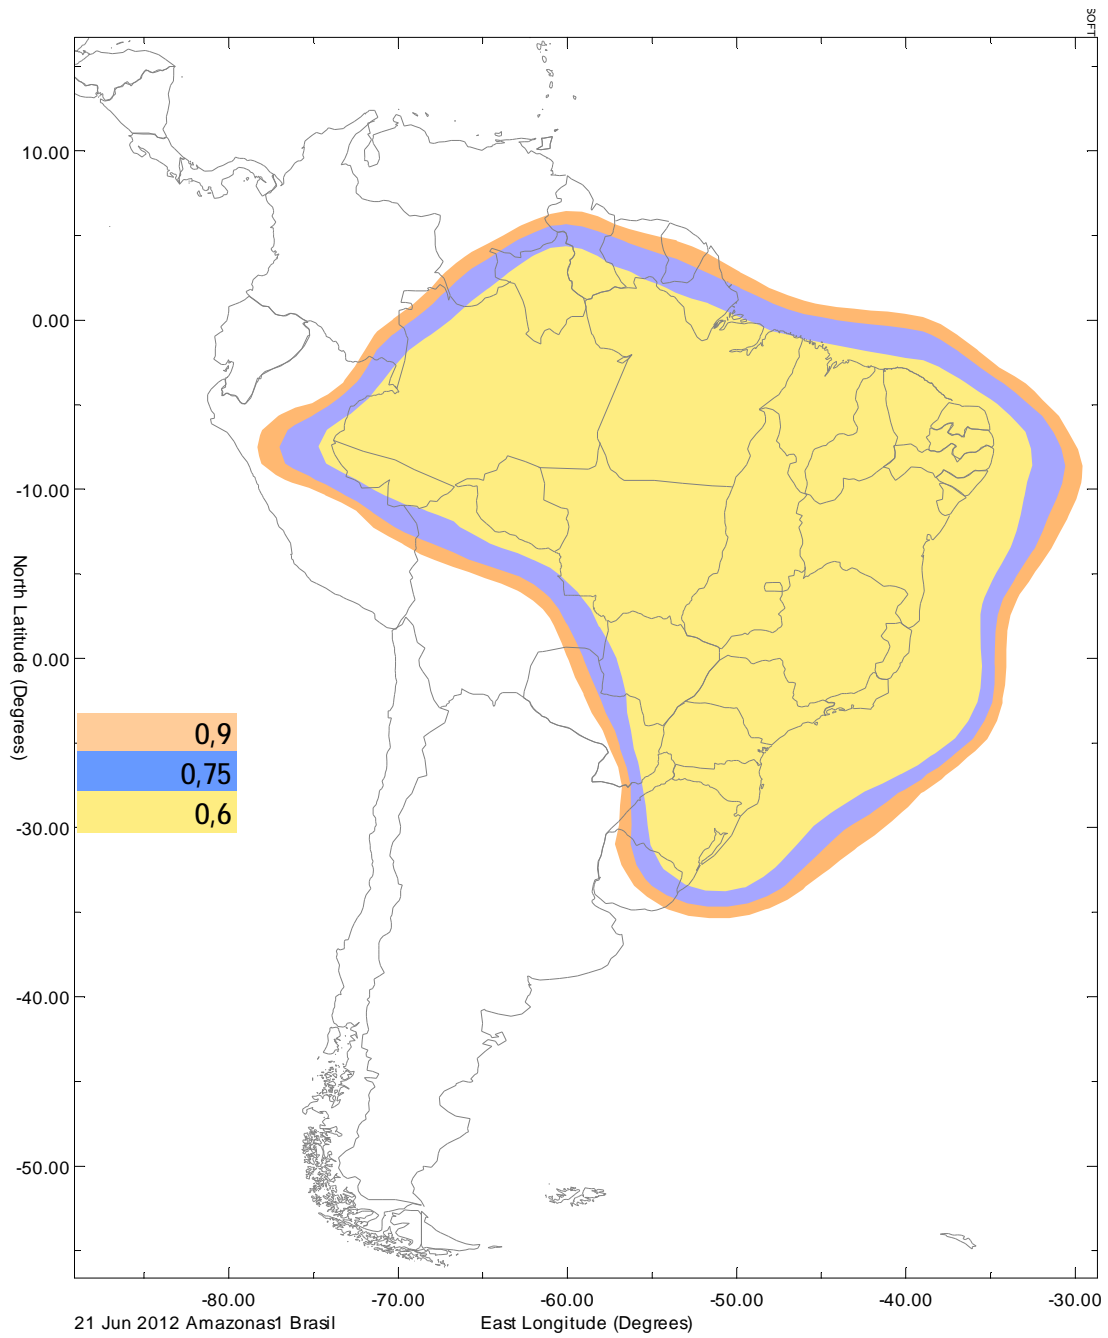 SOFT
10.00
0.00
-10.00
0.00
-30.00
-40.00
-50.00
North Latitude (Degrees)
0,9
0,75
0,6
-80.00 -70.00 -60.00 -50.00 -40.00 -30.00
21 Jun 2012 Amazonas1 Brasil East Longitude (Degrees)